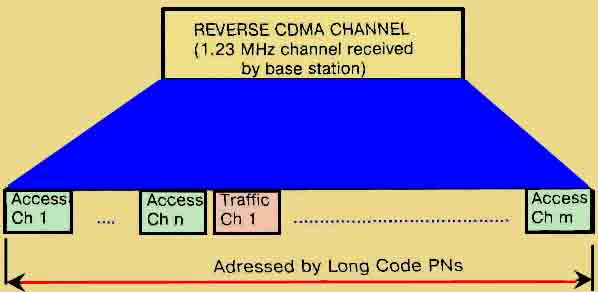 REVERSE CDMA CHANNEL
(1.23 MHz channel received
by base station)
Access
Ch 1
....
Access
Ch n
Traffic
Ch 1
Access
Ch m
Adressed by Long Code PNs